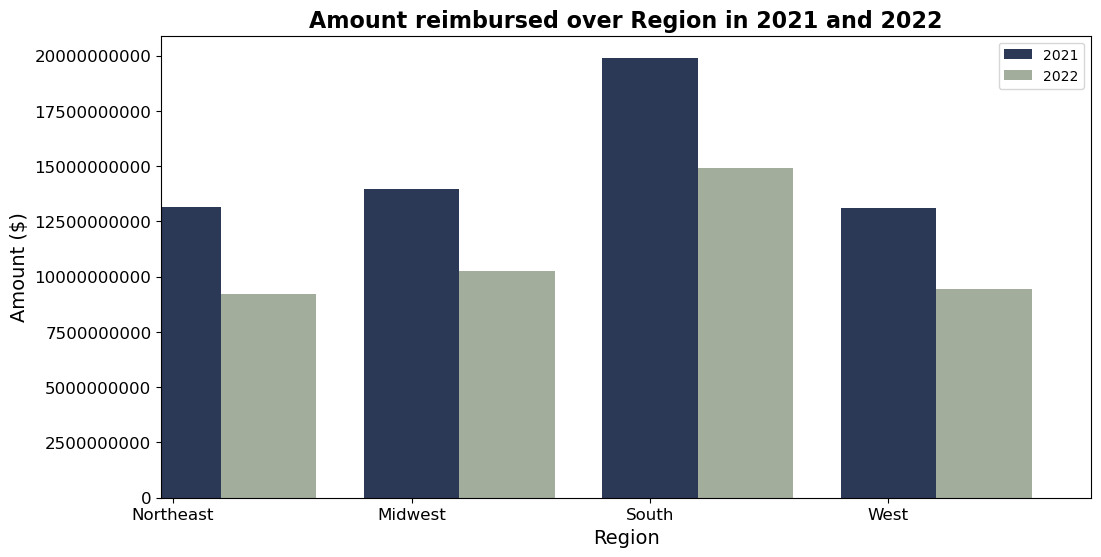 Amount reimbursed over Region in 2021 and 2022
2021
2022
20000000000
17500000000
15000000000
12500000000
10000000000
7500000000
5000000000
2500000000
0
Amount ($)
Northeast Midwest South West
Region